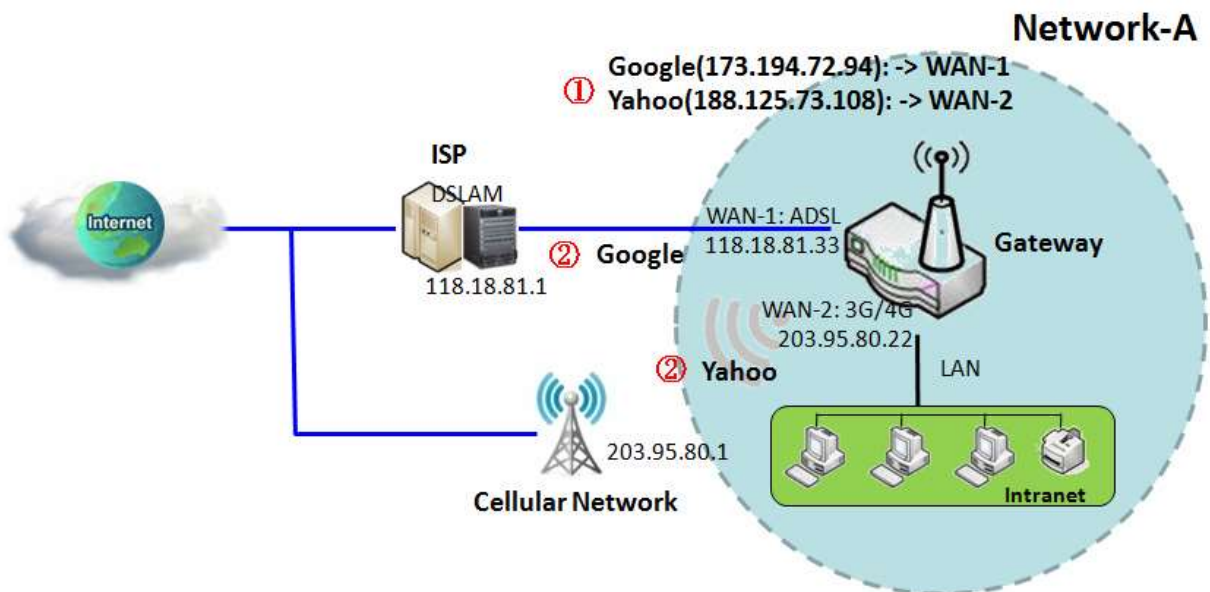 Network-A
① Google(173.194.72.94): -> WAN-1
Yahoo(188.125.73.108): -> WAN-2
ISP
DSLAM
Internet
WAN-1: ADSL
118.18.81.33
Gateway
② Google
118.18.81.1
WAN-2: 3G/4G
203.95.80.22
② Yahoo
LAN
203.95.80.1
Cellular Network
Intranet